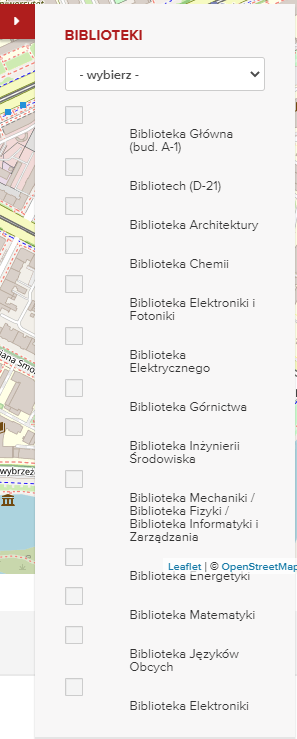 BIBLIOTEKI
- wybierz -
Biblioteka Główna
(bud. A-1)
Bibliotech (D-21)
Biblioteka Architektury
Biblioteka Chemii
Biblioteka Elektroniki i
Fotoniki
Biblioteka
Elektrycznego
Biblioteka Górnictwa
Biblioteka Inżynierii
Środowiska
Biblioteka Mechaniki /
Biblioteka Fizyki /
Biblioteka Informatyki i
Zarządzania
Leaflet | © OpenStreetMap
Biblioteka Energetyki
Biblioteka Matematyki
Biblioteka Języków
Obcych
Biblioteka Elektroniki